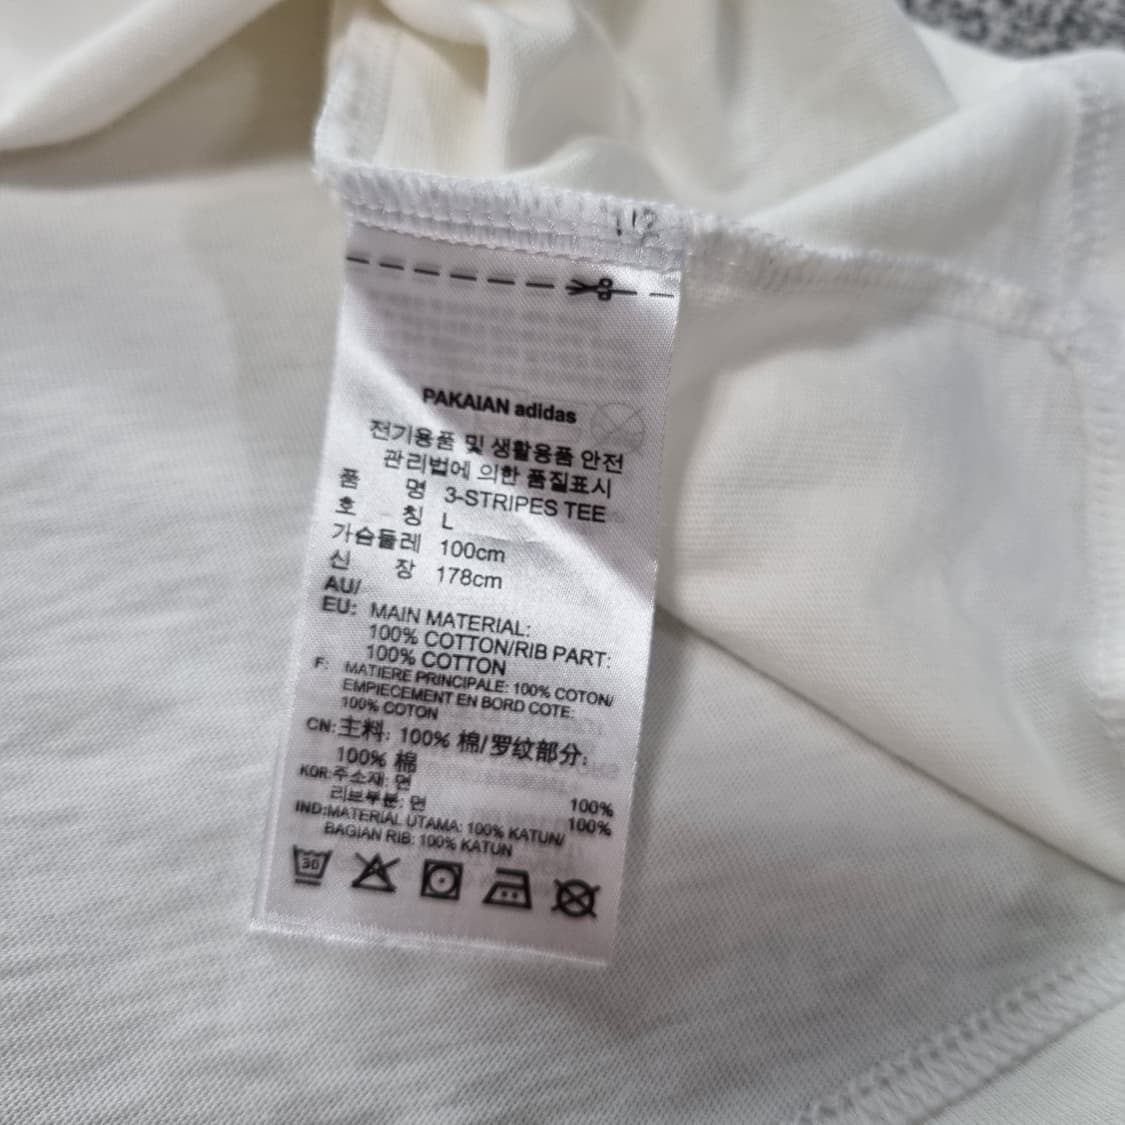 112
PAKAIAN adidas
전기용품 및 생활용품 안전
관리법에 의한 품질표시
품 명 3-STRIPES TEE
호 칭 L
가슴둘레 100cm
신 장 178cm
AU/
EU: MAIN MATERIAL:
100% COTTON/RIB PART:
100% COTTON
F: MATIERE PRINCIPALE: 100% COTON/
EMPIECEMENT EN BORD COTE:
100% COTON
CN: 主料: 100% 棉/罗纹部分:
100% 棉
KOR: 주소재: 면 100%
리브부분: 면 100%
IND: MATERIAL UTAMA: 100% KATUN/
BAGIAN RIB: 100% KATUN
30